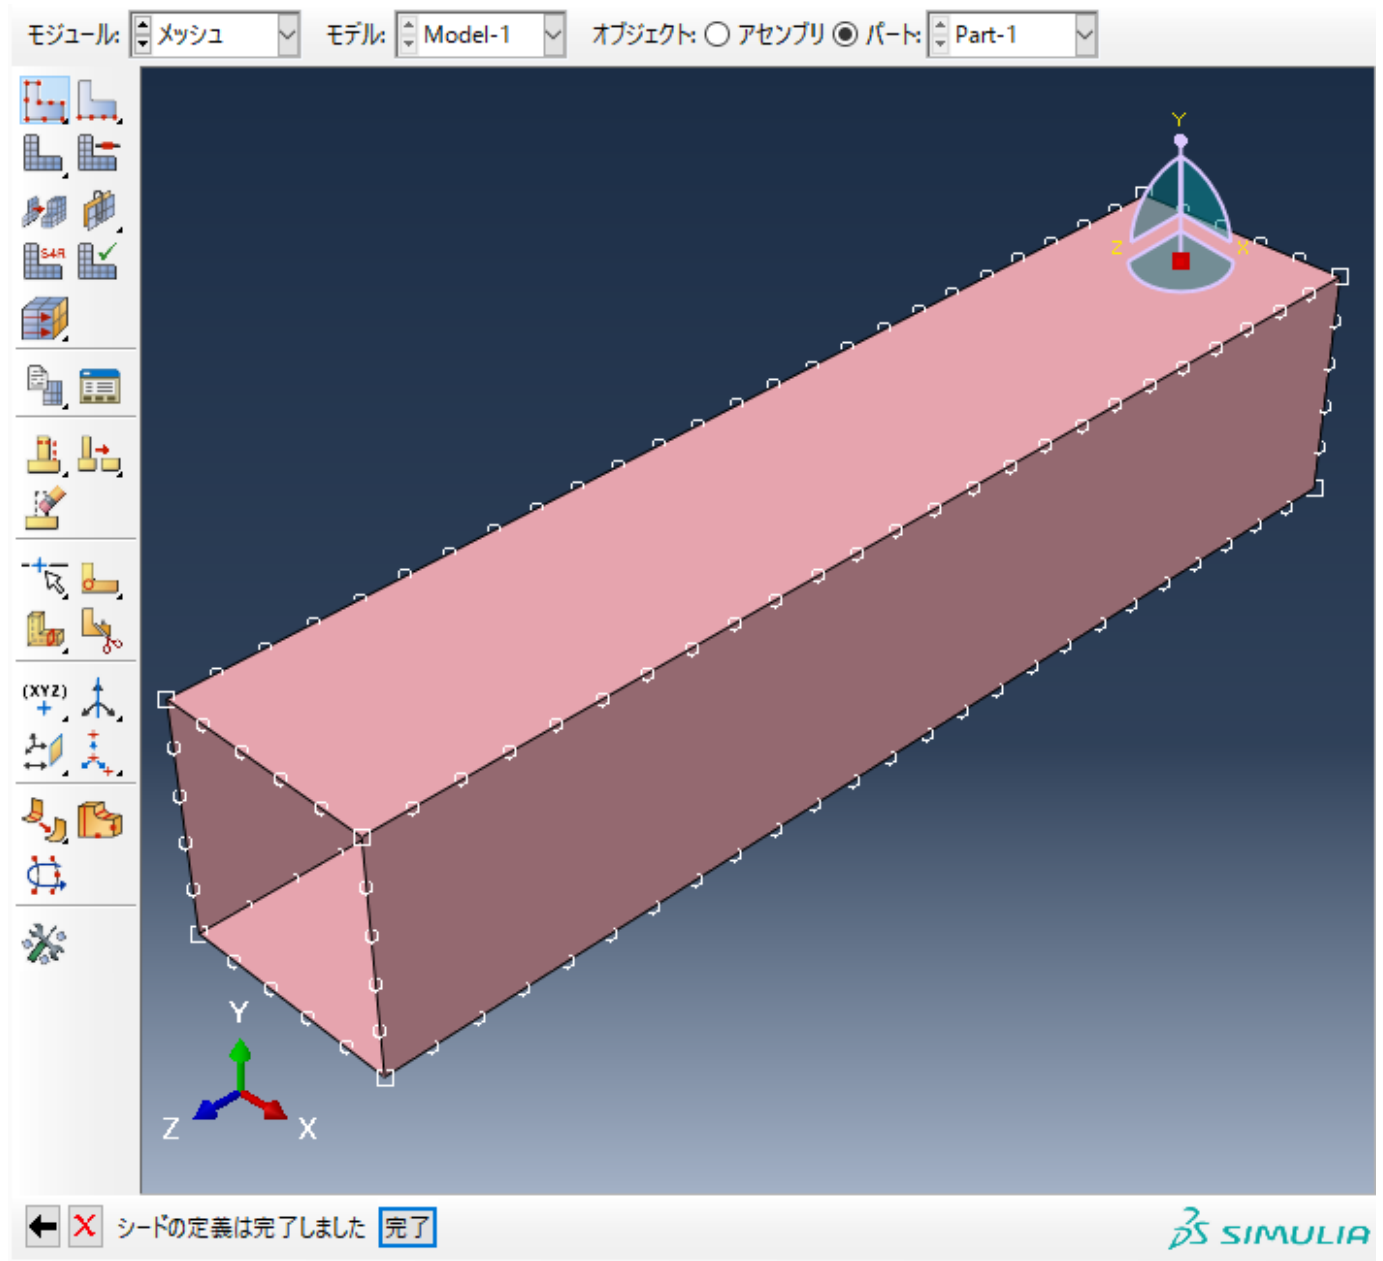 モジュール: メッシュ モデル: Model-1 オブジェクト: アセンブリ パート: Part-1
Y
Z X
S4R
(XYZ)
Y
Z X
シードの定義は完了しました 完了 SIMULIA